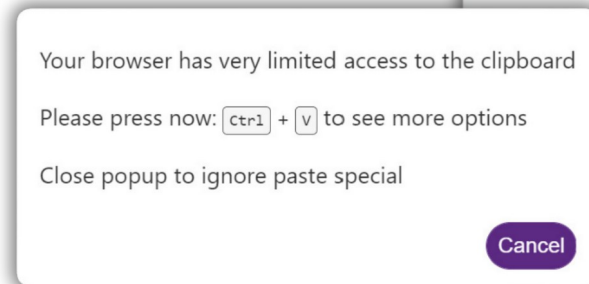 Your browser has very limited access to the clipboard
Please press now: Ctrl + V to see more options
Close popup to ignore paste special
Cancel